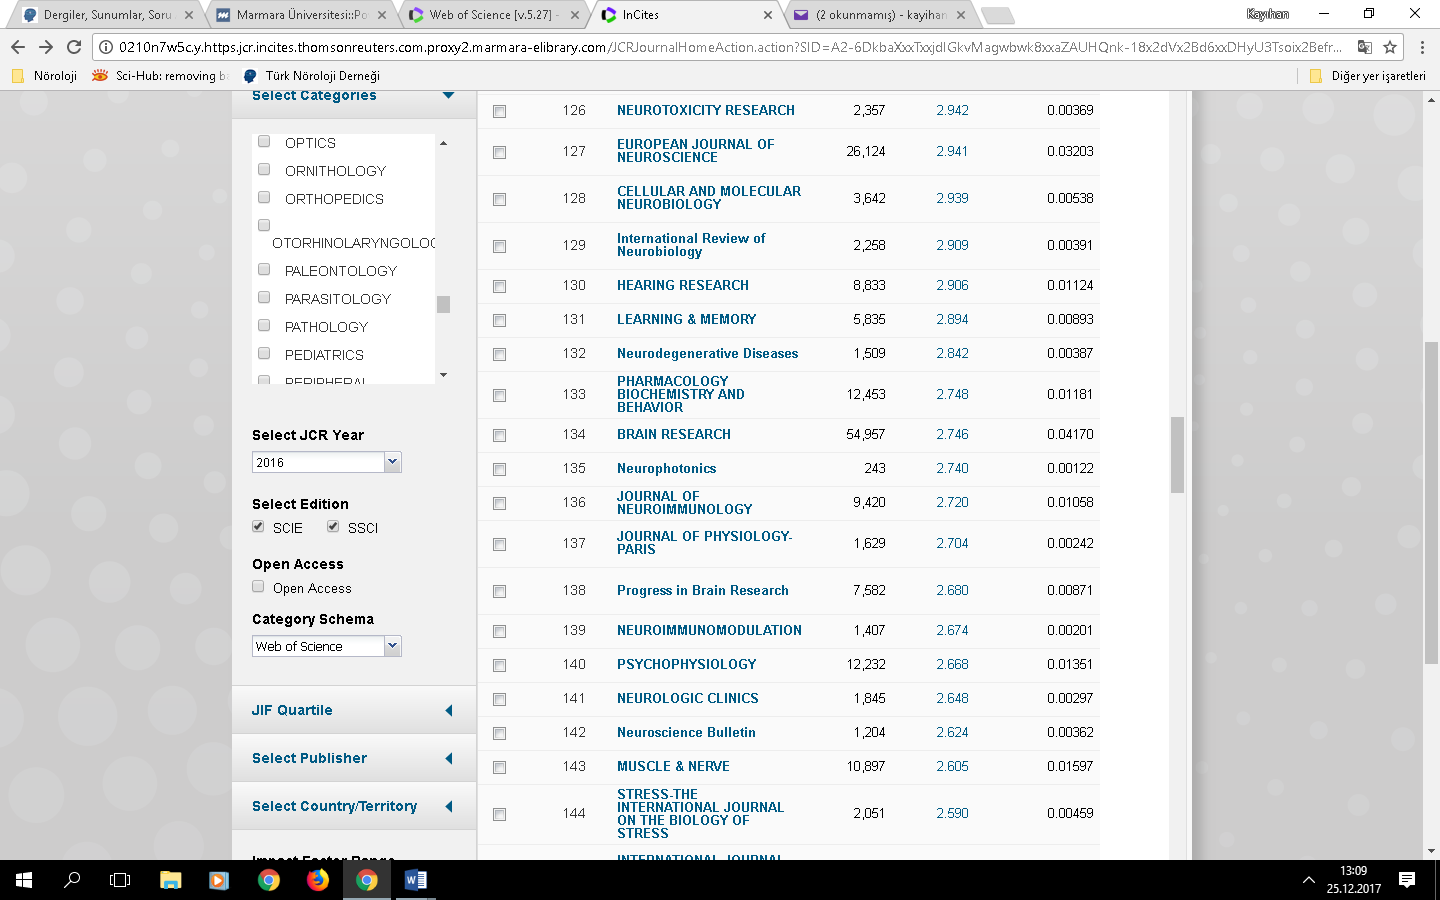 Dergiler, Sunumlar, Soru
Marmara Üniversitesi::Po
Web of Science [v.5.27] -
InCites
(2 okunmamış) - kayihan
Kayıhan
0210n7w5c.y.https.jcr.incites.thomsonreuters.com.proxy2.marmara-elibrary.com/JCRJournalHomeAction.action?SID=A2-6DkbaXxxTxxjdIGkvMagwbwk8xxaZAUHQnk-18x2dVx2Bd6xxDHyU3Tsoix2Befr...
Nöroloji
Sci-Hub: removing b
Türk Nöroloji Derneği
Diğer yer işaretleri
Select Categories
OPTICS
ORNITHOLOGY
ORTHOPEDICS
OTORHINOLARYNGOLOG
PALEONTOLOGY
PARASITOLOGY
PATHOLOGY
PEDIATRICS
PERIPHERAL
Select JCR Year
2016
Select Edition
SCIE SSCI
Open Access
Open Access
Category Schema
Web of Science
JIF Quartile
Select Publisher
Select Country/Territory
Impact Factor Range
126 NEUROTOXICITY RESEARCH 2,357 2.942 0.00369
127 EUROPEAN JOURNAL OF NEUROSCIENCE 26,124 2.941 0.03203
128 CELLULAR AND MOLECULAR NEUROBIOLOGY 3,642 2.939 0.00538
129 International Review of Neurobiology 2,258 2.909 0.00391
130 HEARING RESEARCH 8,833 2.906 0.01124
131 LEARNING & MEMORY 5,835 2.894 0.00893
132 Neurodegenerative Diseases 1,509 2.842 0.00387
133 PHARMACOLOGY BIOCHEMISTRY AND BEHAVIOR 12,453 2.748 0.01181
134 BRAIN RESEARCH 54,957 2.746 0.04170
135 Neurophotonics 243 2.740 0.00122
136 JOURNAL OF NEUROIMMUNOLOGY 9,420 2.720 0.01058
137 JOURNAL OF PHYSIOLOGY-PARIS 1,629 2.704 0.00242
138 Progress in Brain Research 7,582 2.680 0.00871
139 NEUROIMMUNOMODULATION 1,407 2.674 0.00201
140 PSYCHOPHYSIOLOGY 12,232 2.668 0.01351
141 NEUROLOGIC CLINICS 1,845 2.648 0.00297
142 Neuroscience Bulletin 1,204 2.624 0.00362
143 MUSCLE & NERVE 10,897 2.605 0.01597
144 STRESS-THE INTERNATIONAL JOURNAL ON THE BIOLOGY OF STRESS 2,051 2.590 0.00459
INTERNATIONAL JOURNAL
13:09
25.12.2017